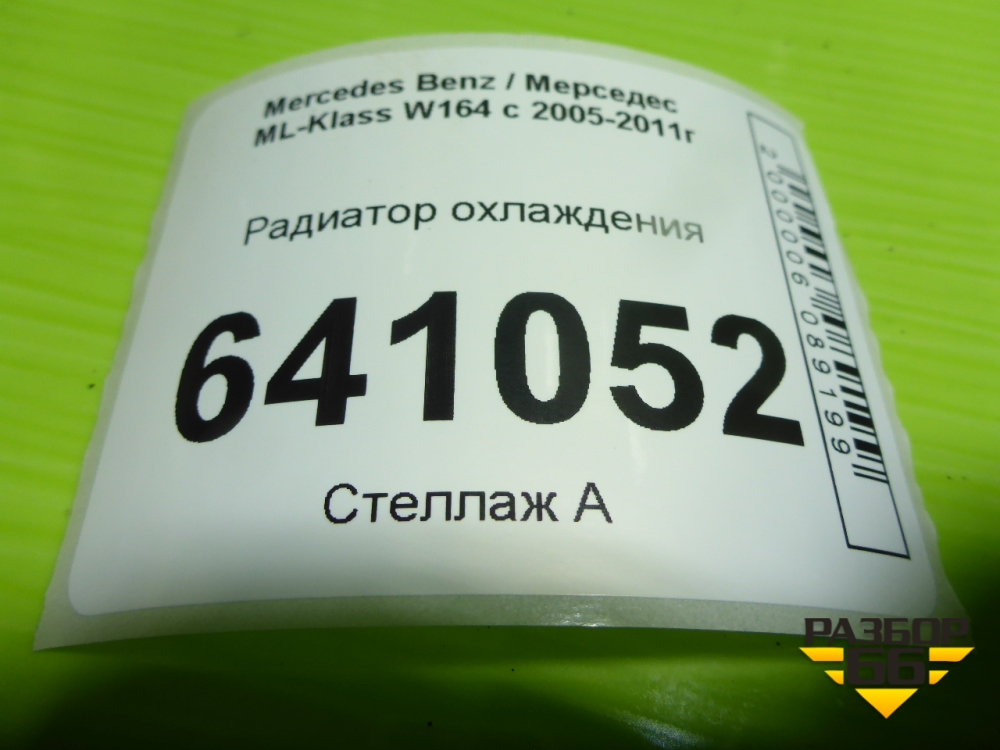 Mercedes Benz / Мерседес
ML-Klass W164 с 2005-2011г
Радиатор охлаждения
641052
Стеллаж А
2000006089199
РАЗБОР
66